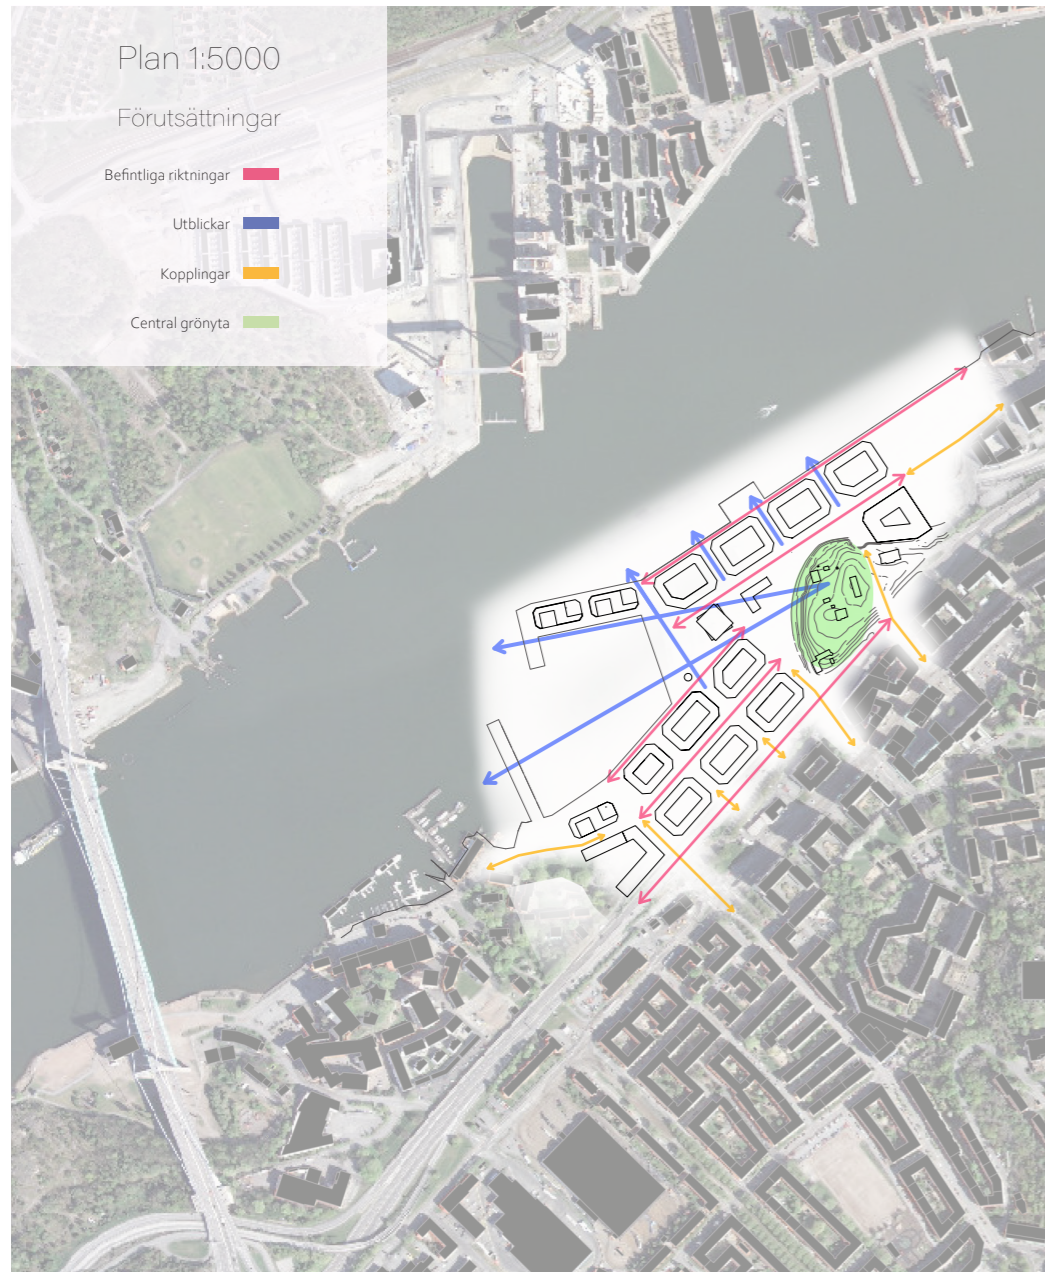 Plan 1:5000
Förutsättningar
Befintliga riktningar
Utblickar
Kopplingar
Central grönyta